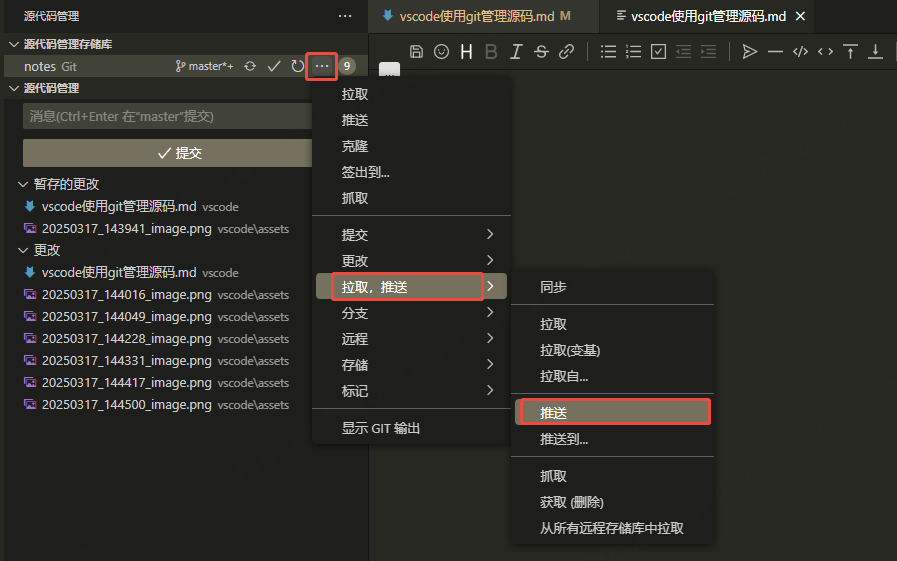 源代码管理
vscode使用git管理源码.md M
vscode使用git管理源码.md
源代码管理存储库
notes Git
master*+
9
源代码管理
消息(Ctrl+Enter 在"master"提交)
提交
暂存的更改
vscode使用git管理源码.md vscode
20250317_143941_image.png vscode\assets
更改
vscode使用git管理源码.md vscode
20250317_144016_image.png vscode\assets
20250317_144049_image.png vscode\assets
20250317_144228_image.png vscode\assets
20250317_144331_image.png vscode\assets
20250317_144417_image.png vscode\assets
20250317_144500_image.png vscode\assets
拉取
推送
克隆
签出到...
抓取
提交
更改
拉取，推送
分支
远程
存储
标记
显示 GIT 输出
同步
拉取
拉取(变基)
拉取自...
推送
推送到...
抓取
获取 (删除)
从所有远程存储库中拉取